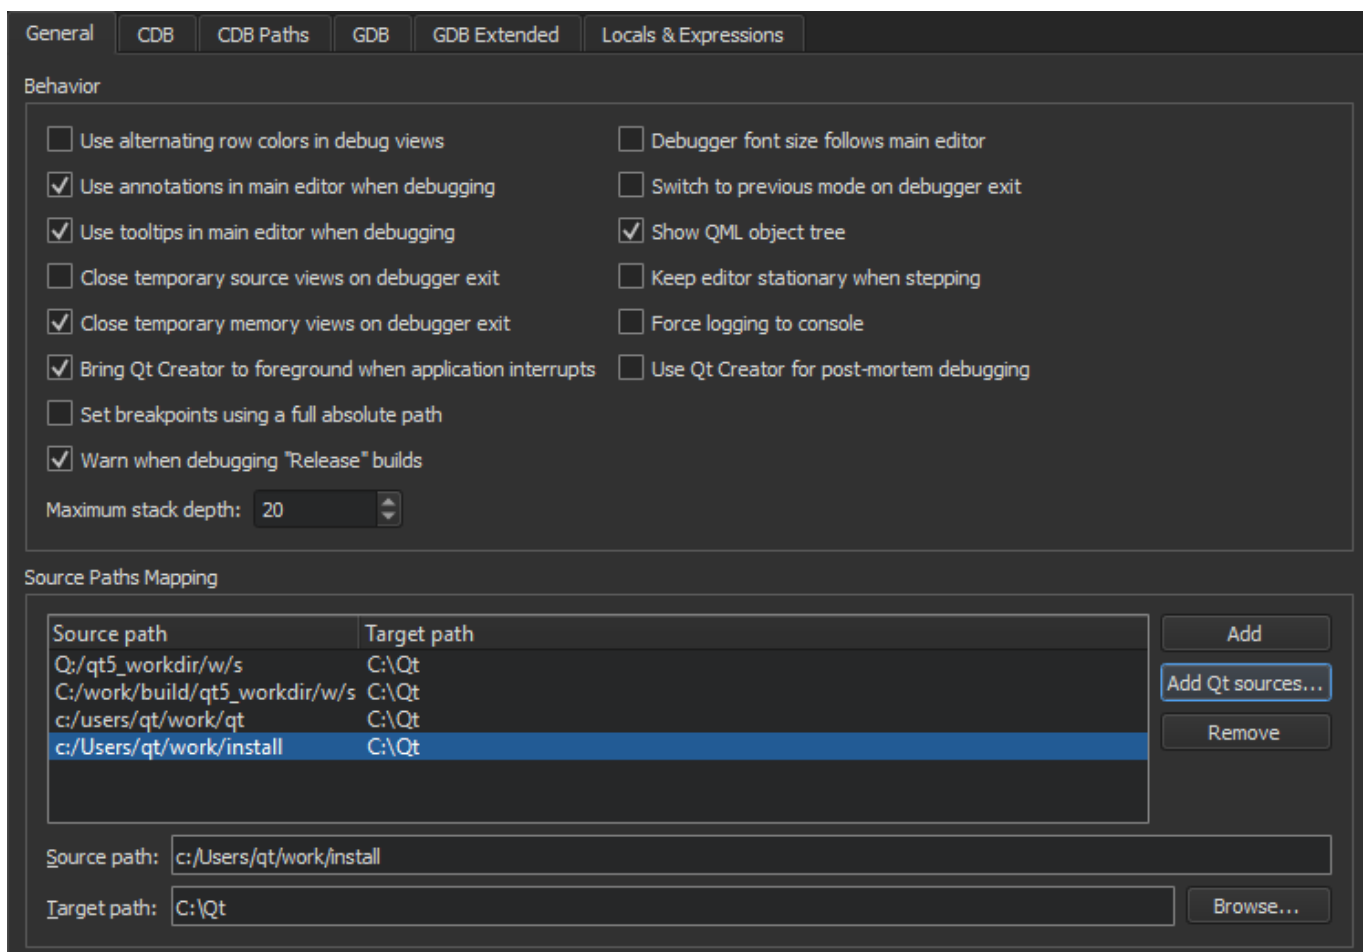 General CDB CDB Paths GDB GDB Extended Locals & Expressions
Behavior
Use alternating row colors in debug views Debugger font size follows main editor
Use annotations in main editor when debugging Switch to previous mode on debugger exit
Use tooltips in main editor when debugging Show QML object tree
Close temporary source views on debugger exit Keep editor stationary when stepping
Close temporary memory views on debugger exit Force logging to console
Bring Qt Creator to foreground when application interrupts Use Qt Creator for post-mortem debugging
Set breakpoints using a full absolute path
Warn when debugging "Release" builds
Maximum stack depth: 20
Source Paths Mapping
Source path Target path Add
Q:/qt5_workdir/w/s C:\Qt
C:/work/build/qt5_workdir/w/s C:\Qt Add Qt sources...
c:/users/qt/work/qt C:\Qt
c:/Users/qt/work/install C:\Qt Remove
Source path: c:/Users/qt/work/install
Target path: C:\Qt Browse...